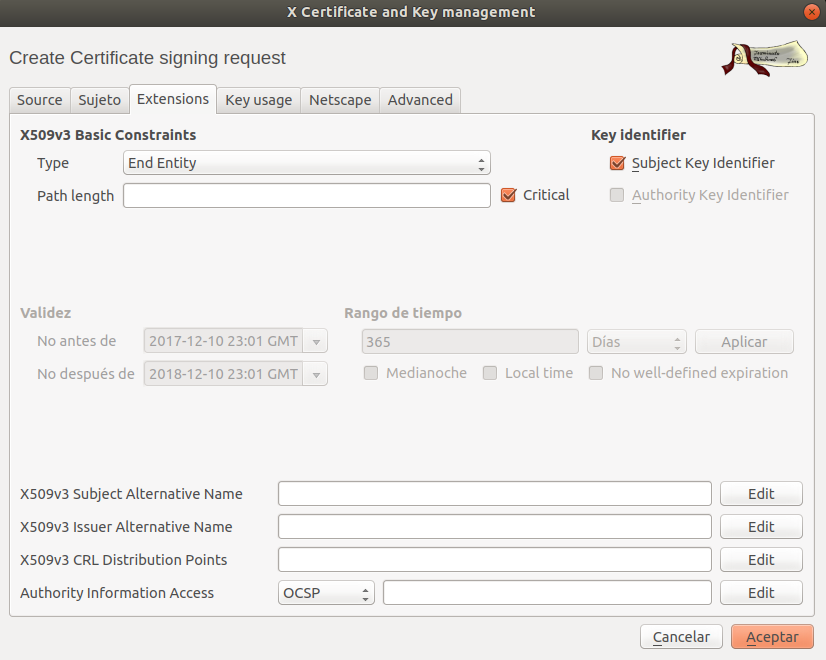 X Certificate and Key management
Create Certificate signing request
Source Sujeto Extensions Key usage Netscape Advanced
X509v3 Basic Constraints Key identifier
Type End Entity Subject Key Identifier
Path length Critical Authority Key Identifier
Validez Rango de tiempo
No antes de 2017-12-10 23:01 GMT 365 Días Aplicar
No después de 2018-12-10 23:01 GMT Medianoche Local time No well-defined expiration
X509v3 Subject Alternative Name Edit
X509v3 Issuer Alternative Name Edit
X509v3 CRL Distribution Points Edit
Authority Information Access OCSP Edit
Cancelar Aceptar